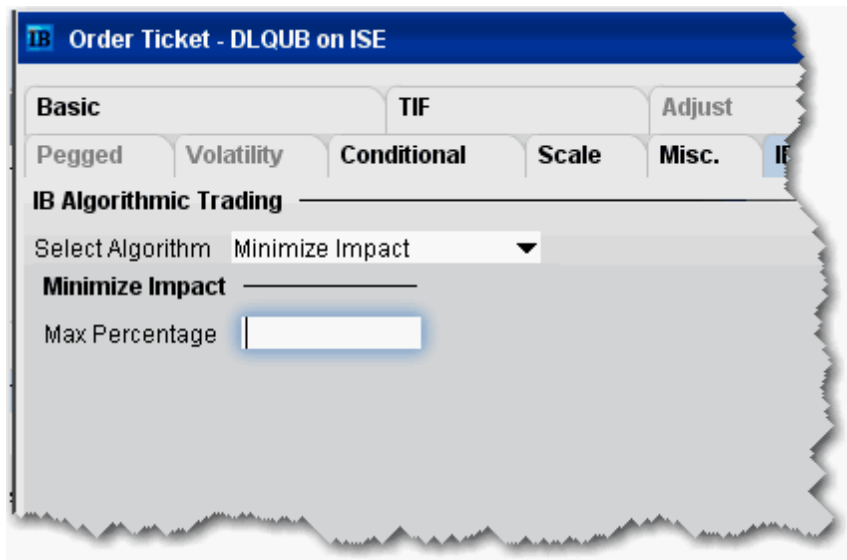 IB Order Ticket - DLQUB on ISE
Basic TIF Adjust
Pegged Volatility Conditional Scale Misc.
IB Algorithmic Trading
Select Algorithm Minimize Impact
Minimize Impact
Max Percentage